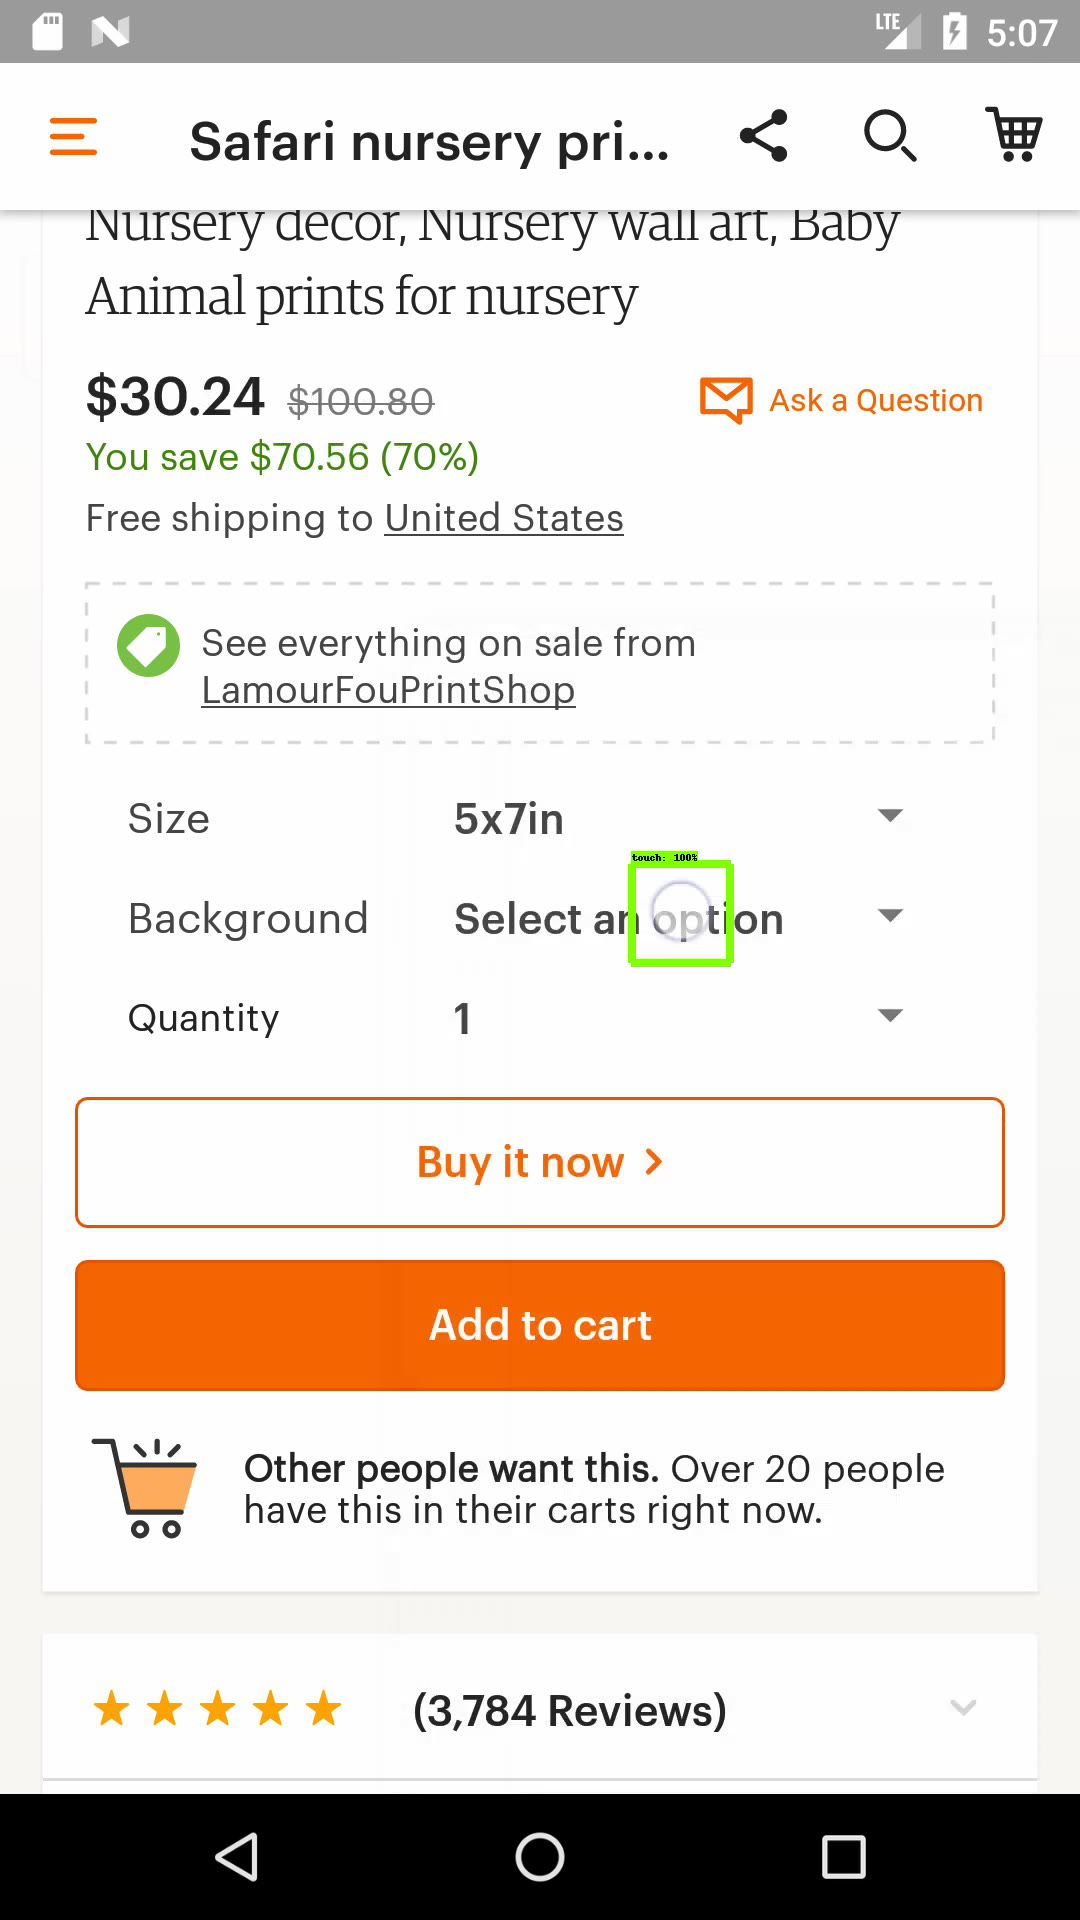 LTE 5:07
Safari nursery pri...
Nursery decor, Nursery wall art, Baby
Animal prints for nursery
$30.24 $100.80 Ask a Question
You save $70.56 (70%)
Free shipping to United States
See everything on sale from
LamourFouPrintShop
Size 5x7in
touch: 100%
Background Select an option
Quantity 1
Buy it now
Add to cart
Other people want this. Over 20 people
have this in their carts right now.
(3,784 Reviews)